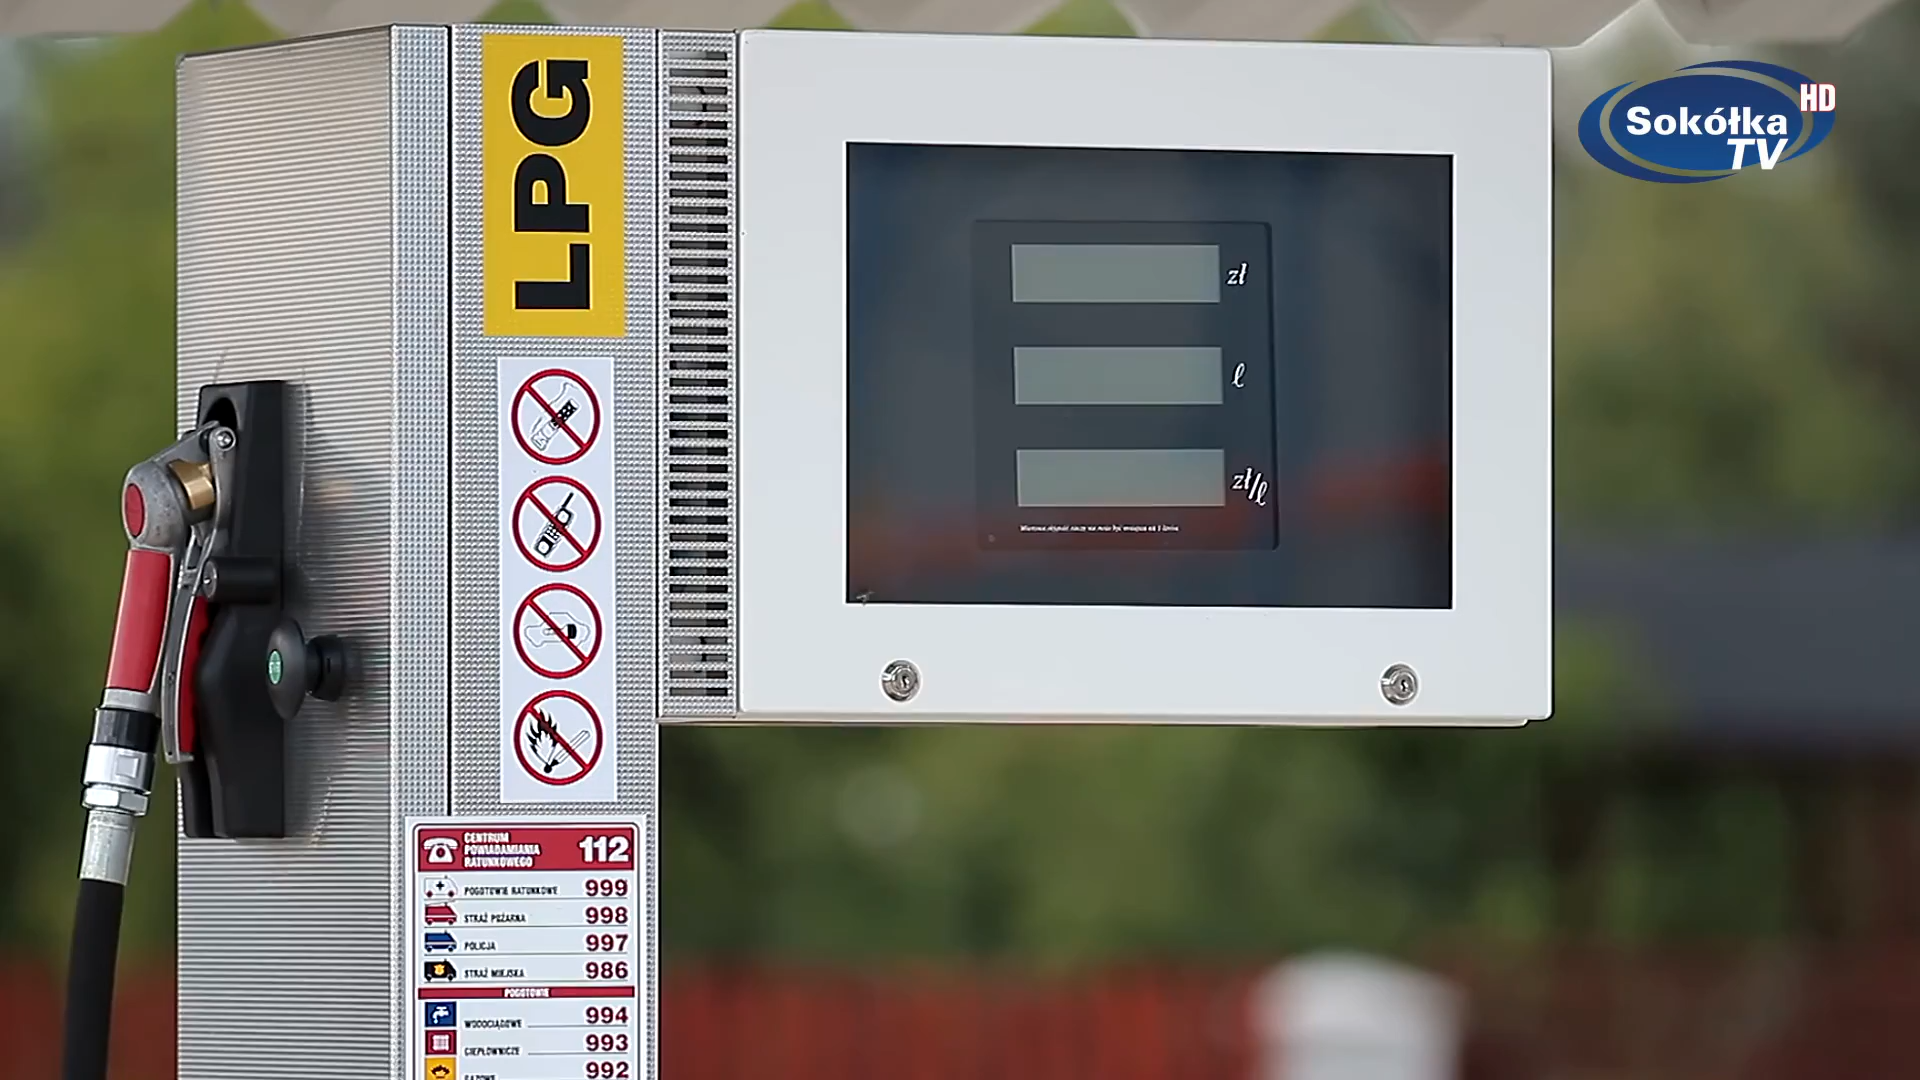 LPG
Sokółka
TV
HD
zł
ℓ
zł/ℓ
CENTRUM
POWIADAMIANIA
RATUNKOWEGO
112
POGOTOWIE RATUNKOWE 999
STRAŻ POŻARNA 998
POLICJA 997
STRAŻ MIEJSKA 986
POGOTOWIE
WODOCIĄGOWE 994
CIEPŁOWNICZE 993
GAZOWE 992